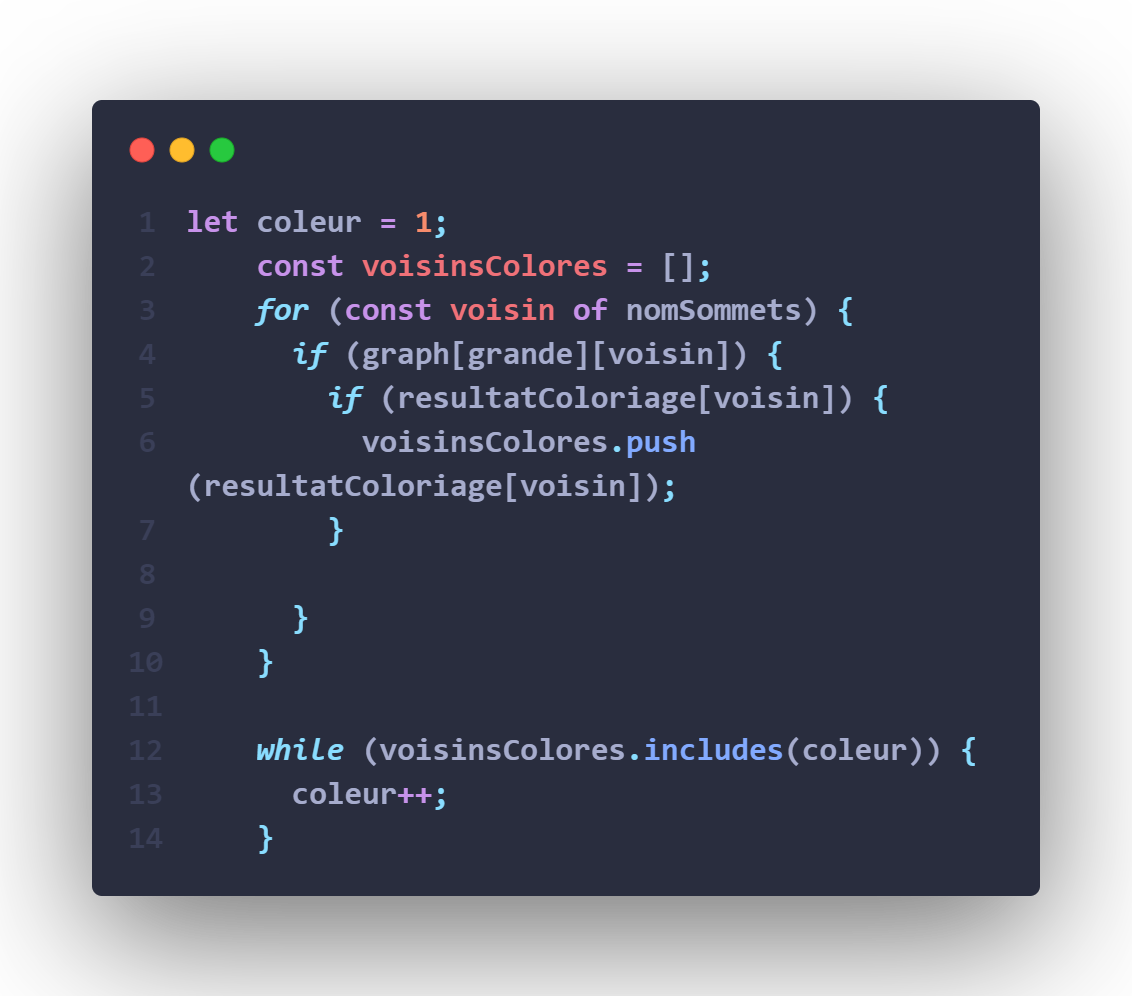 1 let coleur = 1;
2     const voisinsColores = [];
3     for (const voisin of nomSommets) {
4       if (graph[grande][voisin]) {
5         if (resultatColoriage[voisin]) {
6           voisinsColores.push
(resultatColoriage[voisin]);
7         }
8
9       }
10     }
11
12     while (voisinsColores.includes(coleur)) {
13       coleur++;
14     }